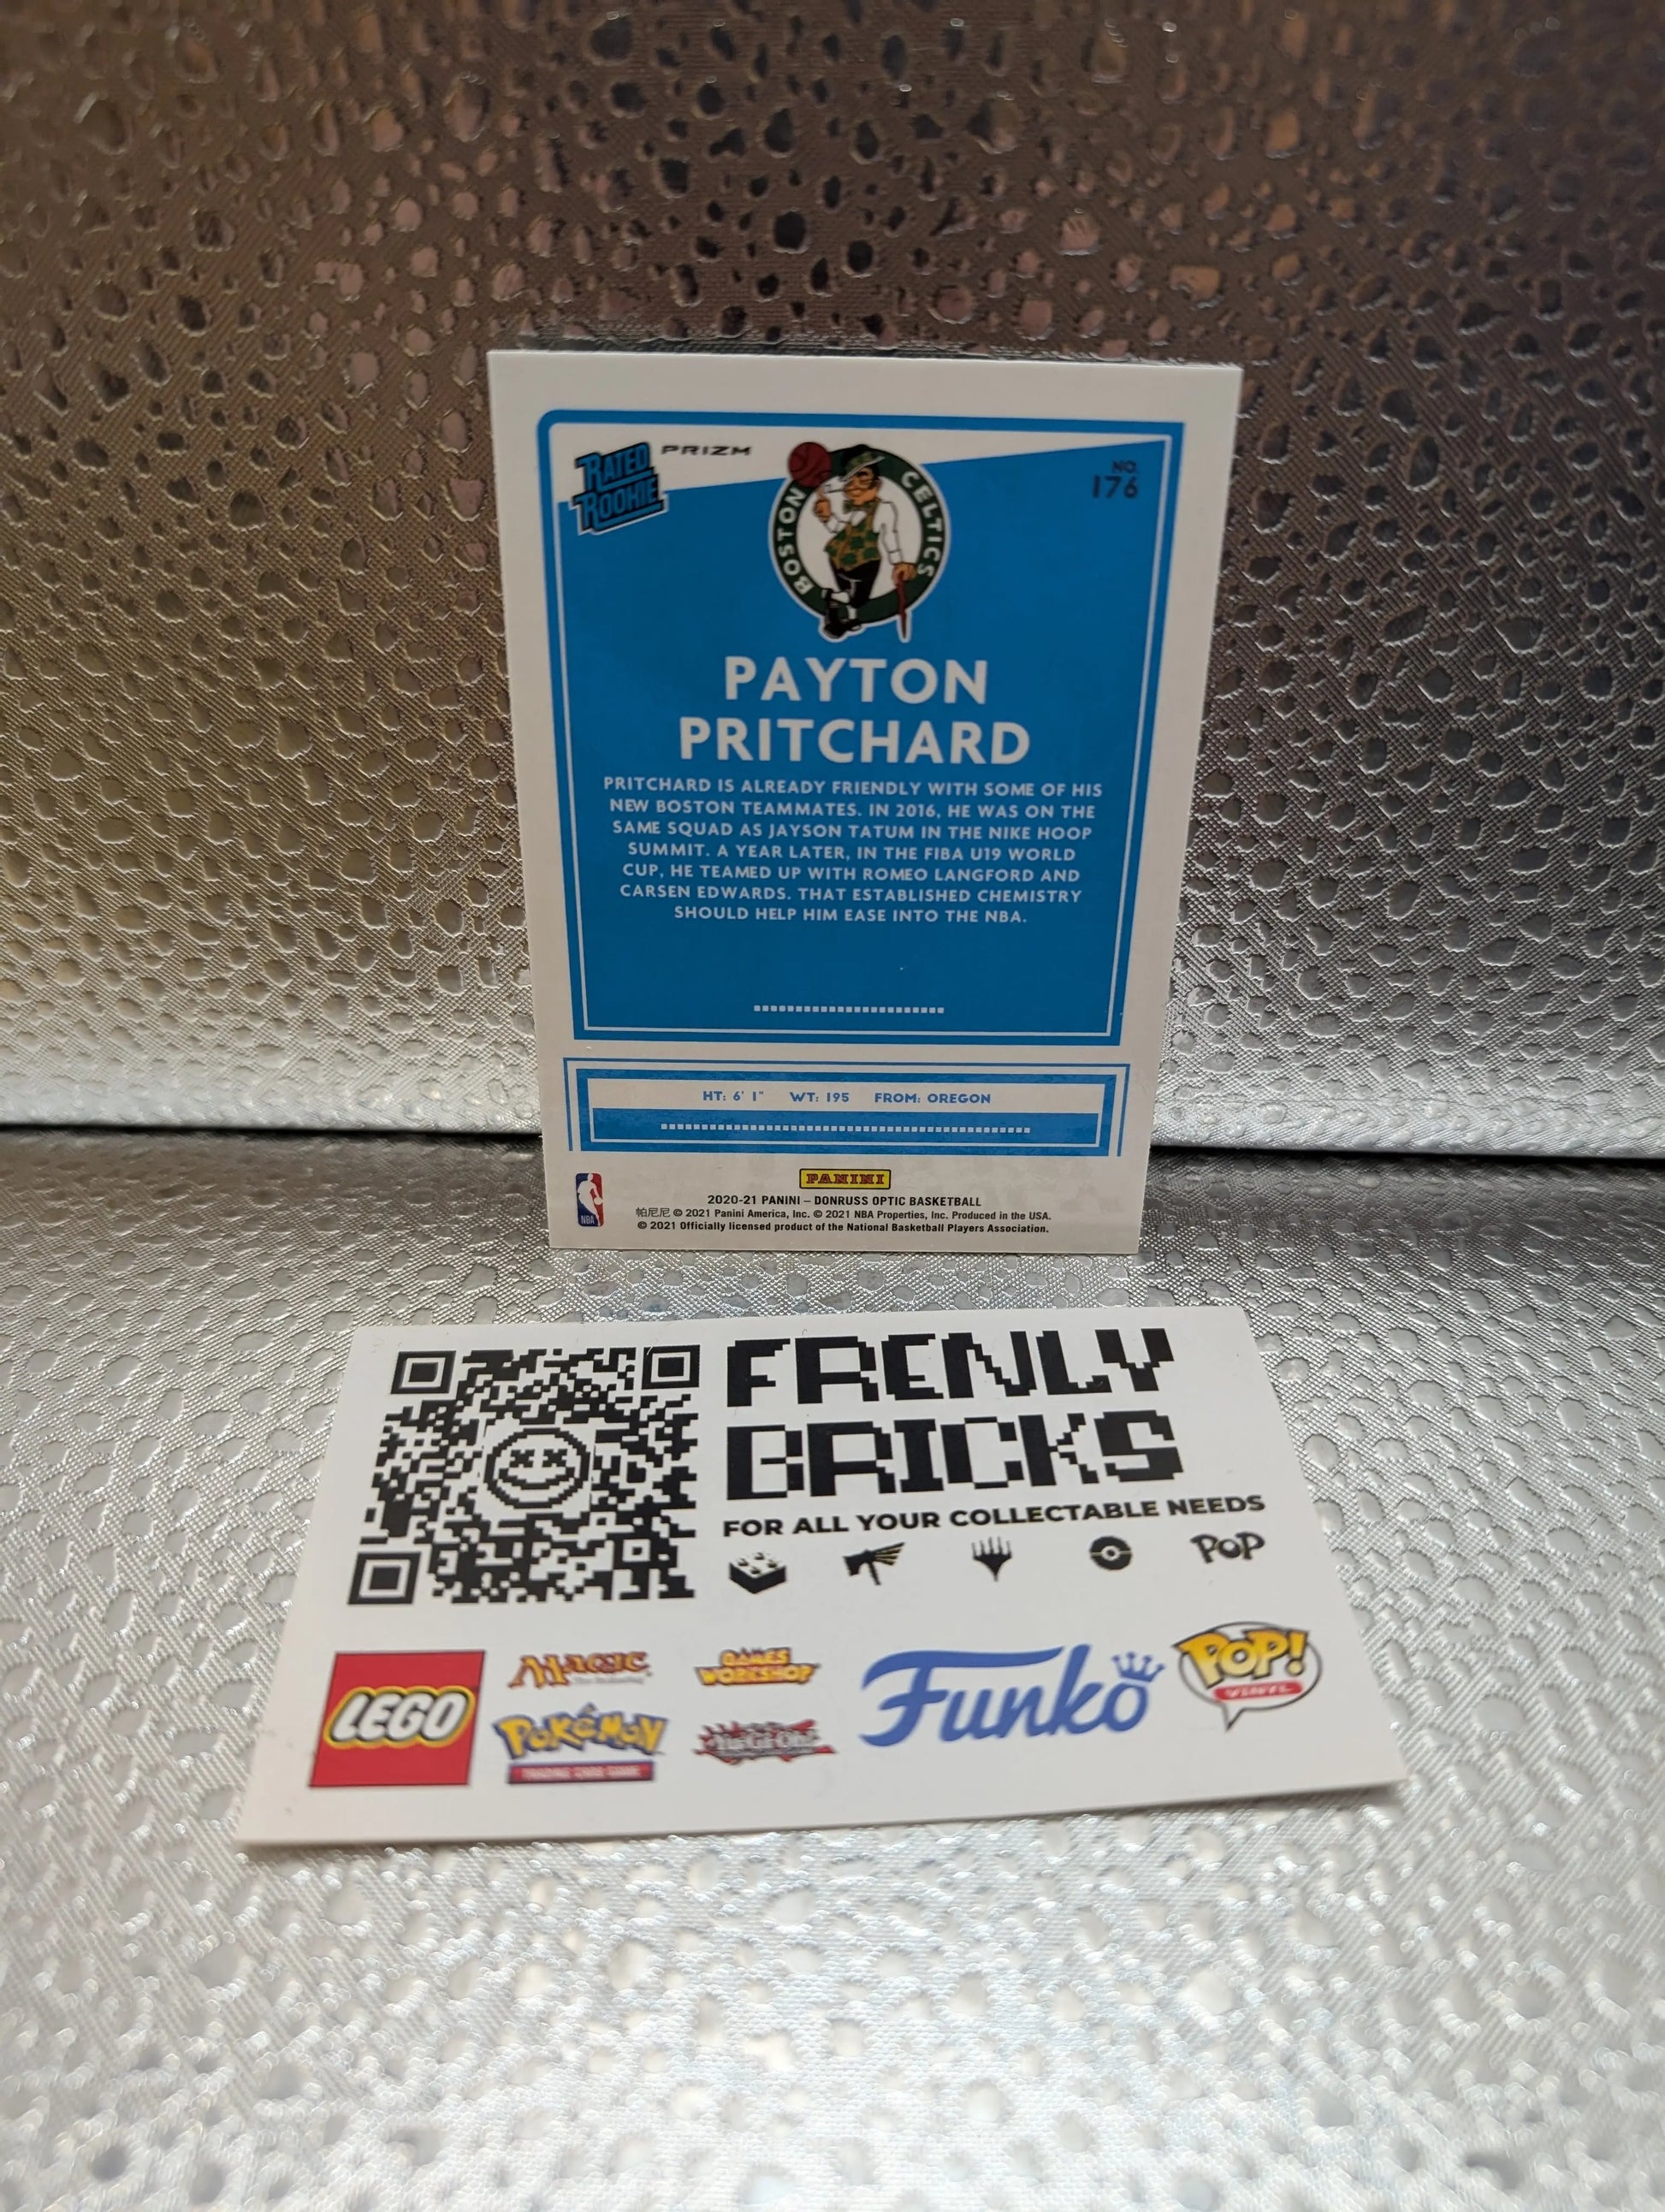 RATED
ROOKIE
PRIZM
BOSTON CELTICS
NO.
176
PAYTON
PRITCHARD
PRITCHARD IS ALREADY FRIENDLY WITH SOME OF HIS
NEW BOSTON TEAMMATES. IN 2016, HE WAS ON THE
SAME SQUAD AS JAYSON TATUM IN THE NIKE HOOP
SUMMIT. A YEAR LATER, IN THE FIBA U19 WORLD
CUP, HE TEAMED UP WITH ROMEO LANGFORD AND
CARSEN EDWARDS. THAT ESTABLISHED CHEMISTRY
SHOULD HELP HIM EASE INTO THE NBA.
HT: 6' 1" WT: 195 FROM: OREGON
PANINI
NBA
2020-21 PANINI – DONRUSS OPTIC BASKETBALL
帕尼尼 © 2021 Panini America, Inc. © 2021 NBA Properties, Inc. Produced in the USA.
© 2021 Officially licensed product of the National Basketball Players Association.
FRENLY
BRICKS
FOR ALL YOUR COLLECTABLE NEEDS
POP
LEGO
MAGIC
The Gathering
GAMES
WORKSHOP
POKéMON
TRADING CARD GAME
Yu-Gi-Oh!
Funko
POP!
VINYL